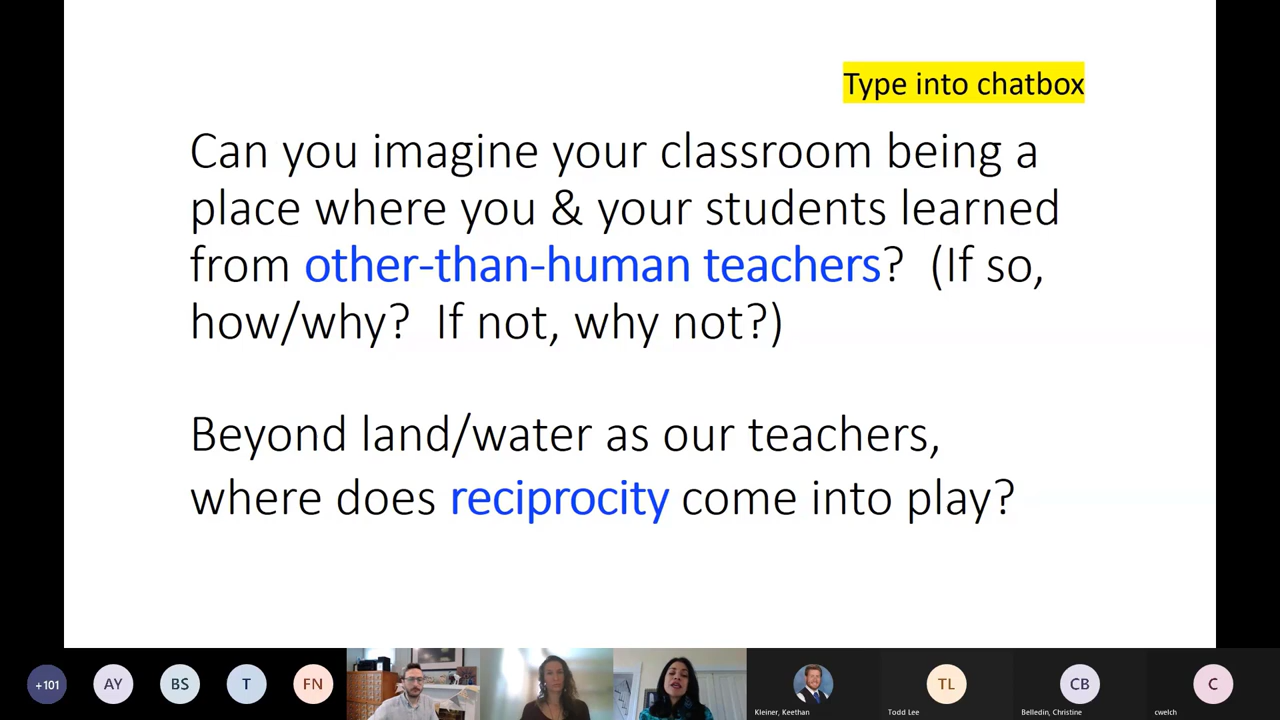 Type into chatbox
Can you imagine your classroom being a
place where you & your students learned
from other-than-human teachers?  (If so,
how/why?  If not, why not?)
Beyond land/water as our teachers,
where does reciprocity come into play?
+101
AY
BS
T
FN
TL
CB
C
Kleiner, Keethan
Todd Lee
Belledin, Christine
cwelch